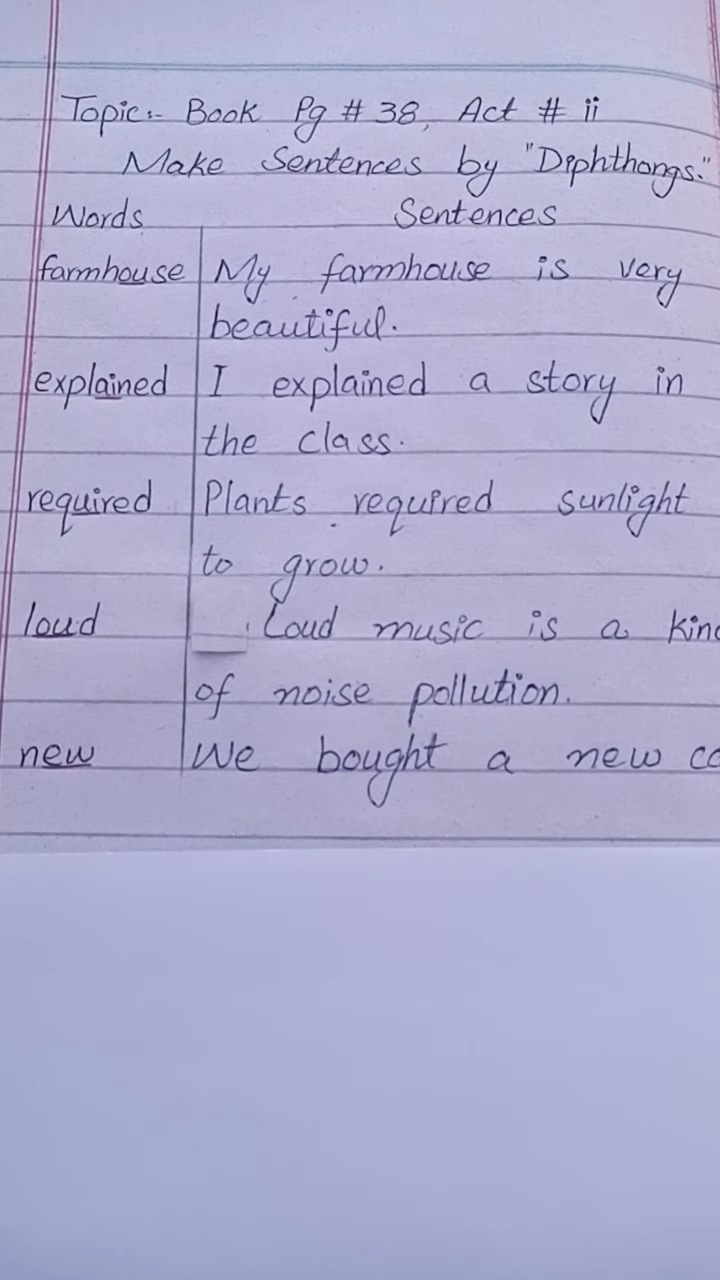 Topic:- Book Pg # 38, Act # ii
Make Sentences by "Diphthongs."
Words Sentences
farmhouse My farmhouse is very
beautiful.
explained I explained a story in
the class.
required Plants required sunlight
to grow.
loud Loud music is a
of noise pollution.
new We bought a new